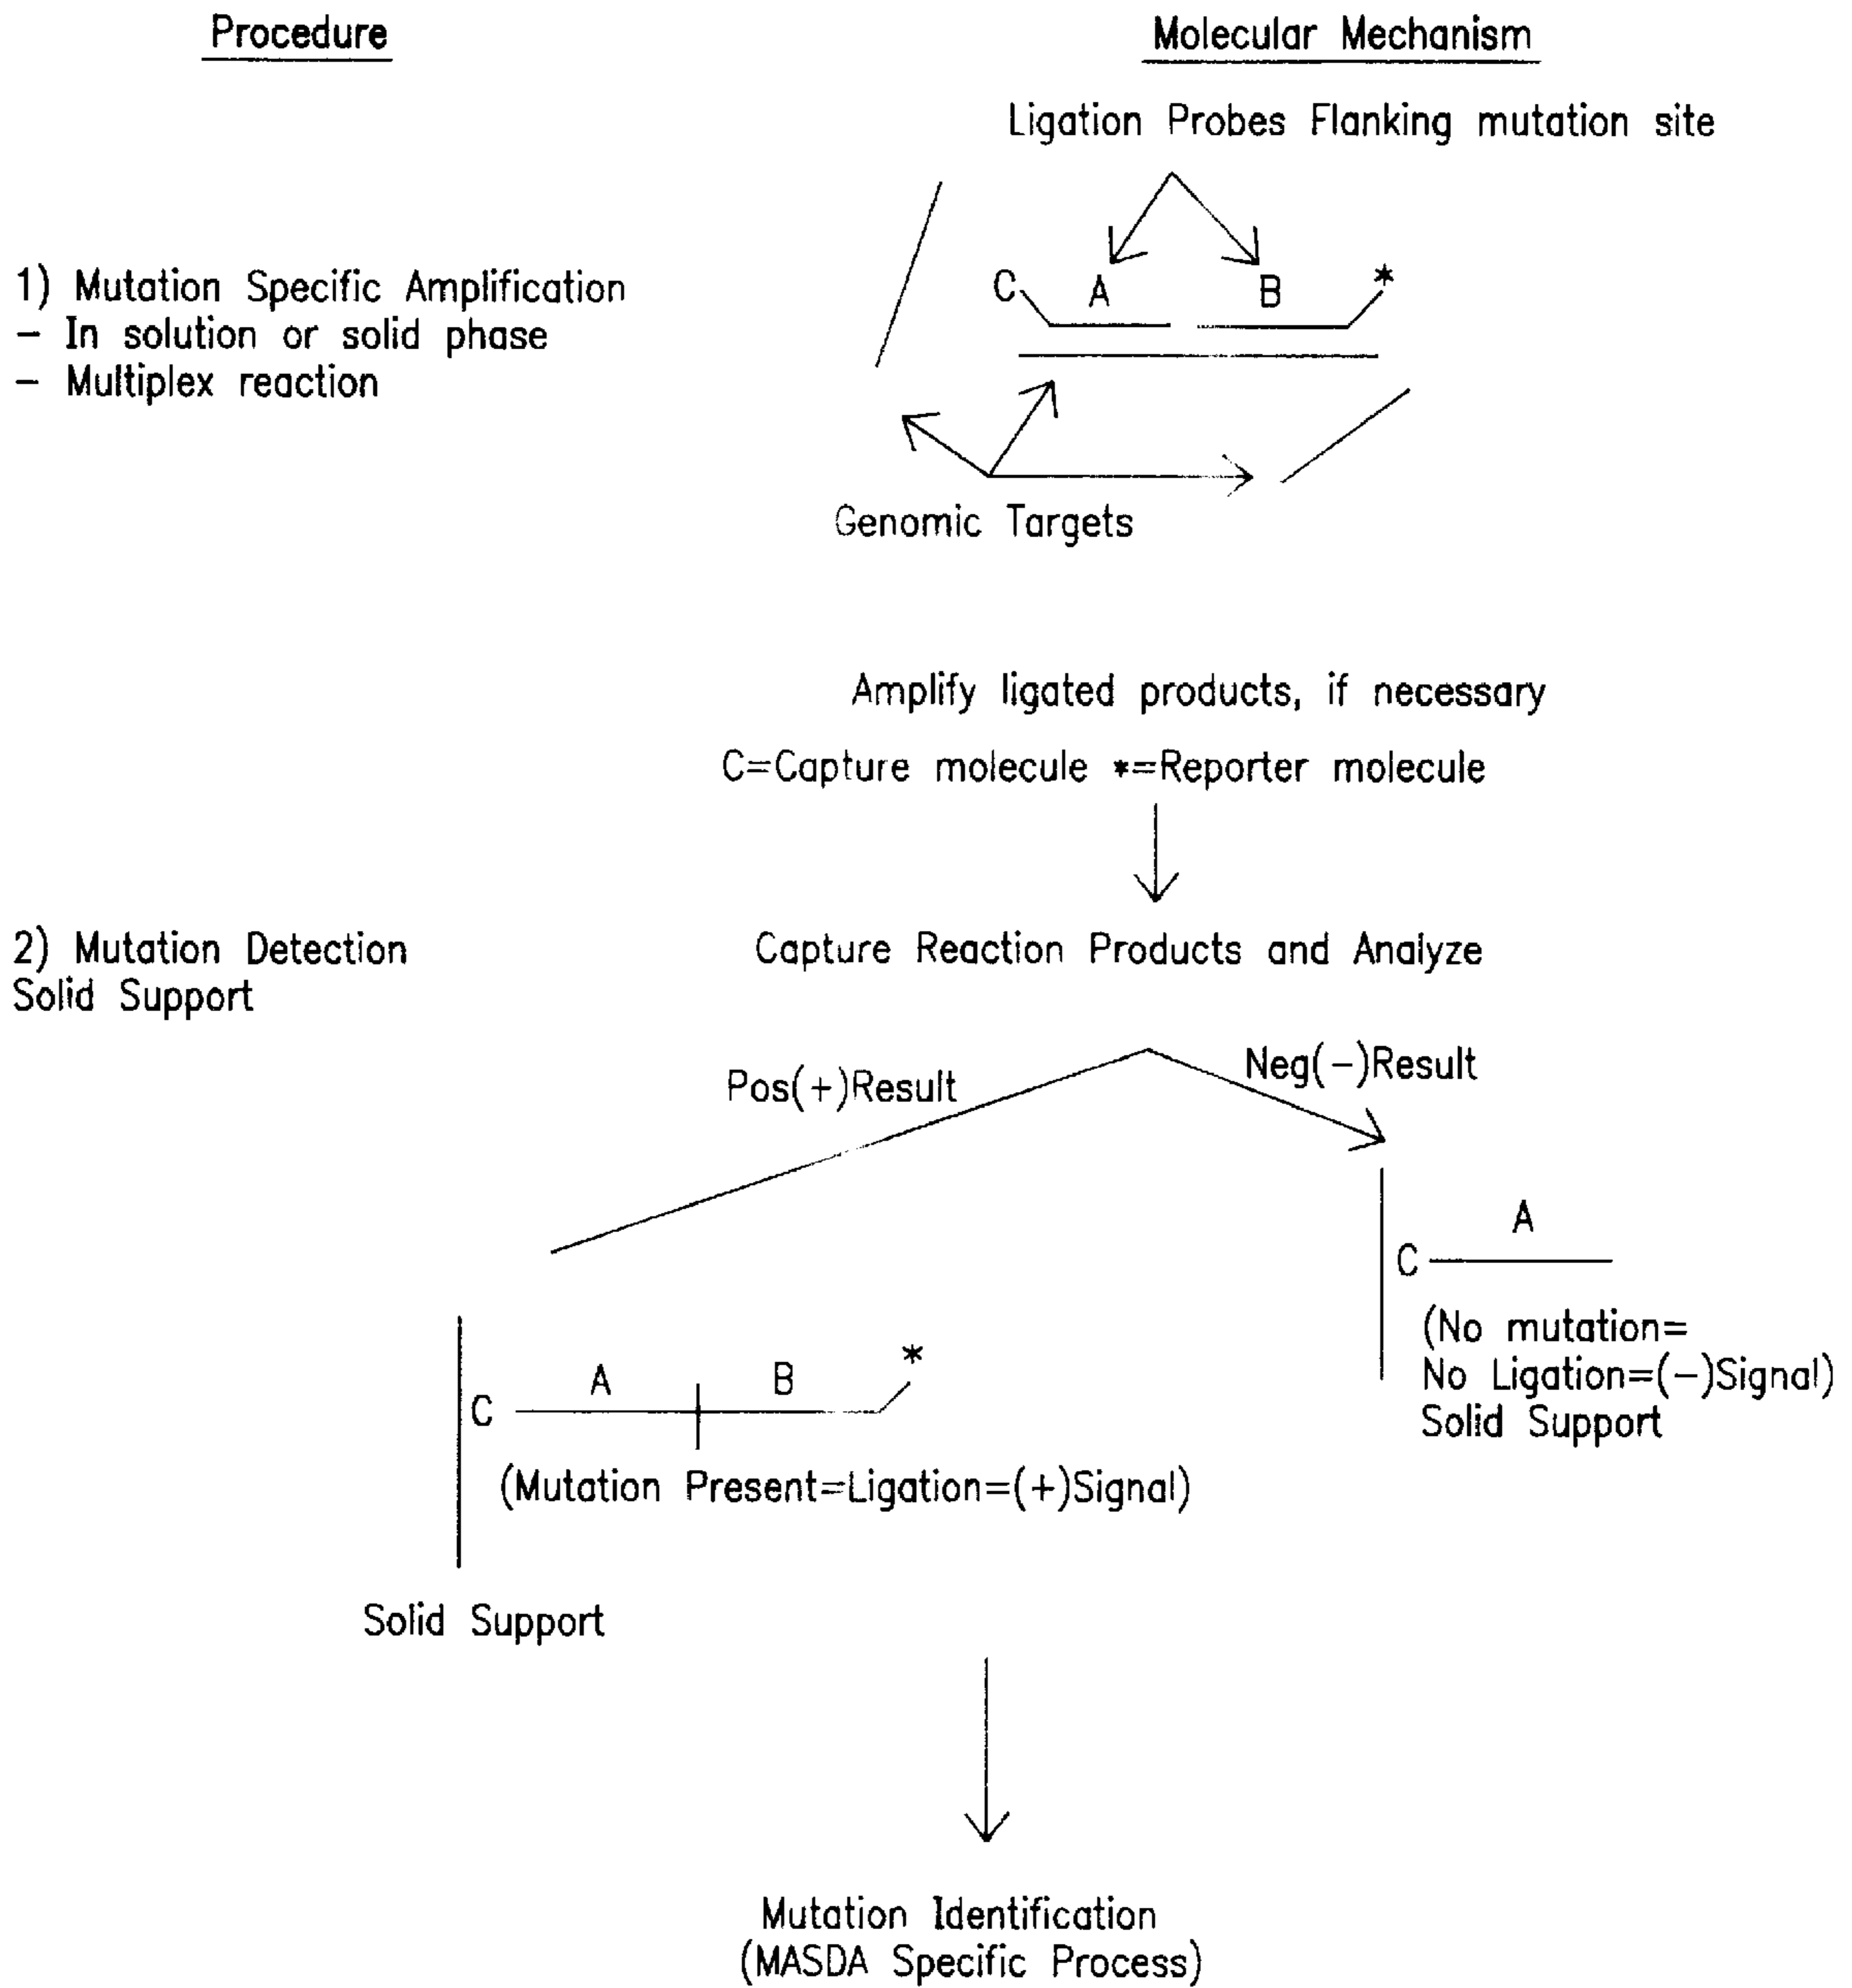 Procedure
Molecular Mechanism
Ligation Probes Flanking mutation site
1) Mutation Specific Amplification
- In solution or solid phase
- Multiplex reaction
C A B *
Genomic Targets
Amplify ligated products, if necessary
C=Capture molecule *=Reporter molecule
2) Mutation Detection
Solid Support
Capture Reaction Products and Analyze
Pos(+)Result
Neg(-)Result
C A
(No mutation=
No Ligation=(-)Signal)
Solid Support
C A B *
(Mutation Present=Ligation=(+)Signal)
Solid Support
Mutation Identification
(MASDA Specific Process)